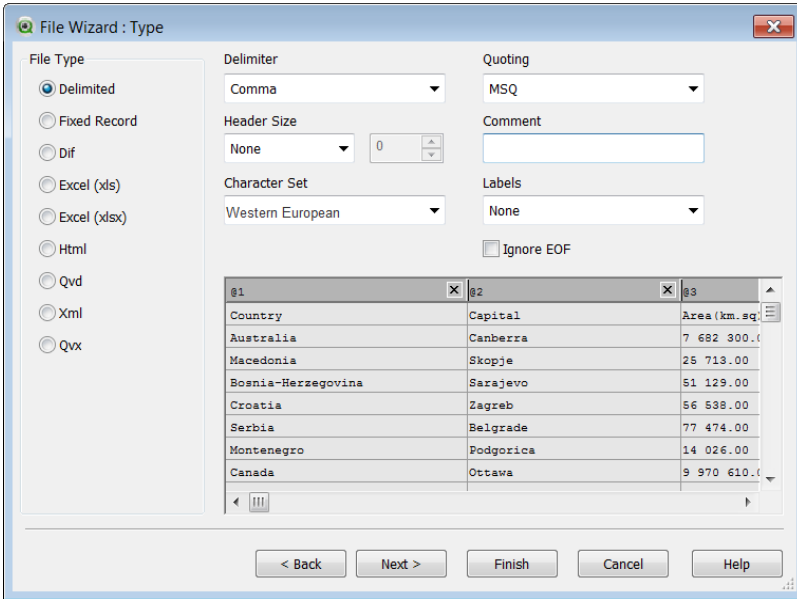 File Wizard : Type
File Type
Delimited
Fixed Record
Dif
Excel (xls)
Excel (xlsx)
Html
Qvd
Xml
Qvx
Delimiter
Comma
Quoting
MSQ
Header Size
None
0
Comment
Character Set
Western European
Labels
None
Ignore EOF
@1 @2 @3
Country Capital Area(km.sq
Australia Canberra 7 682 300.
Macedonia Skopje 25 713.00
Bosnia-Herzegovina Sarajevo 51 129.00
Croatia Zagreb 56 538.00
Serbia Belgrade 77 474.00
Montenegro Podgorica 14 026.00
Canada Ottawa 9 970 610.
< Back Next > Finish Cancel Help